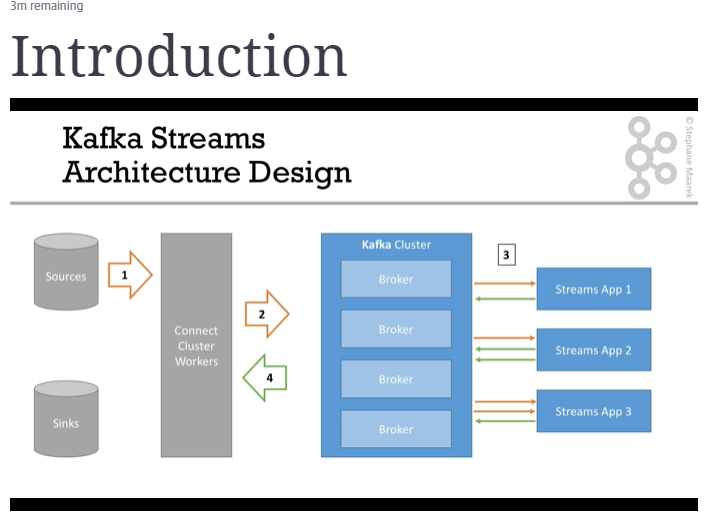 3m remaining
Introduction
Kafka Streams
Architecture Design
© Stephane Maarek
Sources
1
Connect
Cluster
Workers
2
4
Sinks
Kafka Cluster
Broker
Broker
Broker
Broker
3
Streams App 1
Streams App 2
Streams App 3